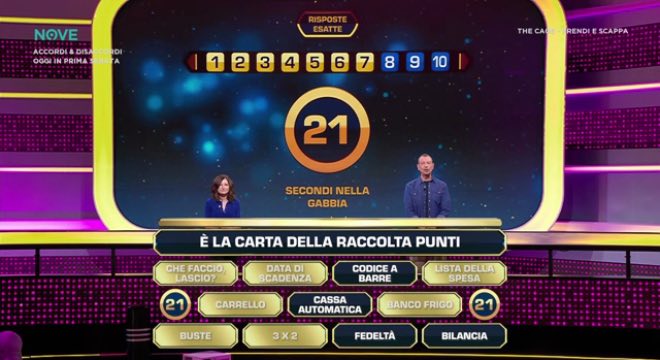 NOVE
ACCORDI & DISACCORDI
OGGI IN PRIMA SERATA
RISPOSTE
ESATTE
THE CAGE - PRENDI E SCAPPA
1 2 3 4 5 6 7 8 9 10
21
SECONDI NELLA
GABBIA
È LA CARTA DELLA RACCOLTA PUNTI
CHE FACCIO,
LASCIO?
DATA DI
SCADENZA
CODICE A
BARRE
LISTA DELLA
SPESA
21
CARRELLO
CASSA
AUTOMATICA
BANCO FRIGO
21
BUSTE
3 X 2
FEDELTÀ
BILANCIA